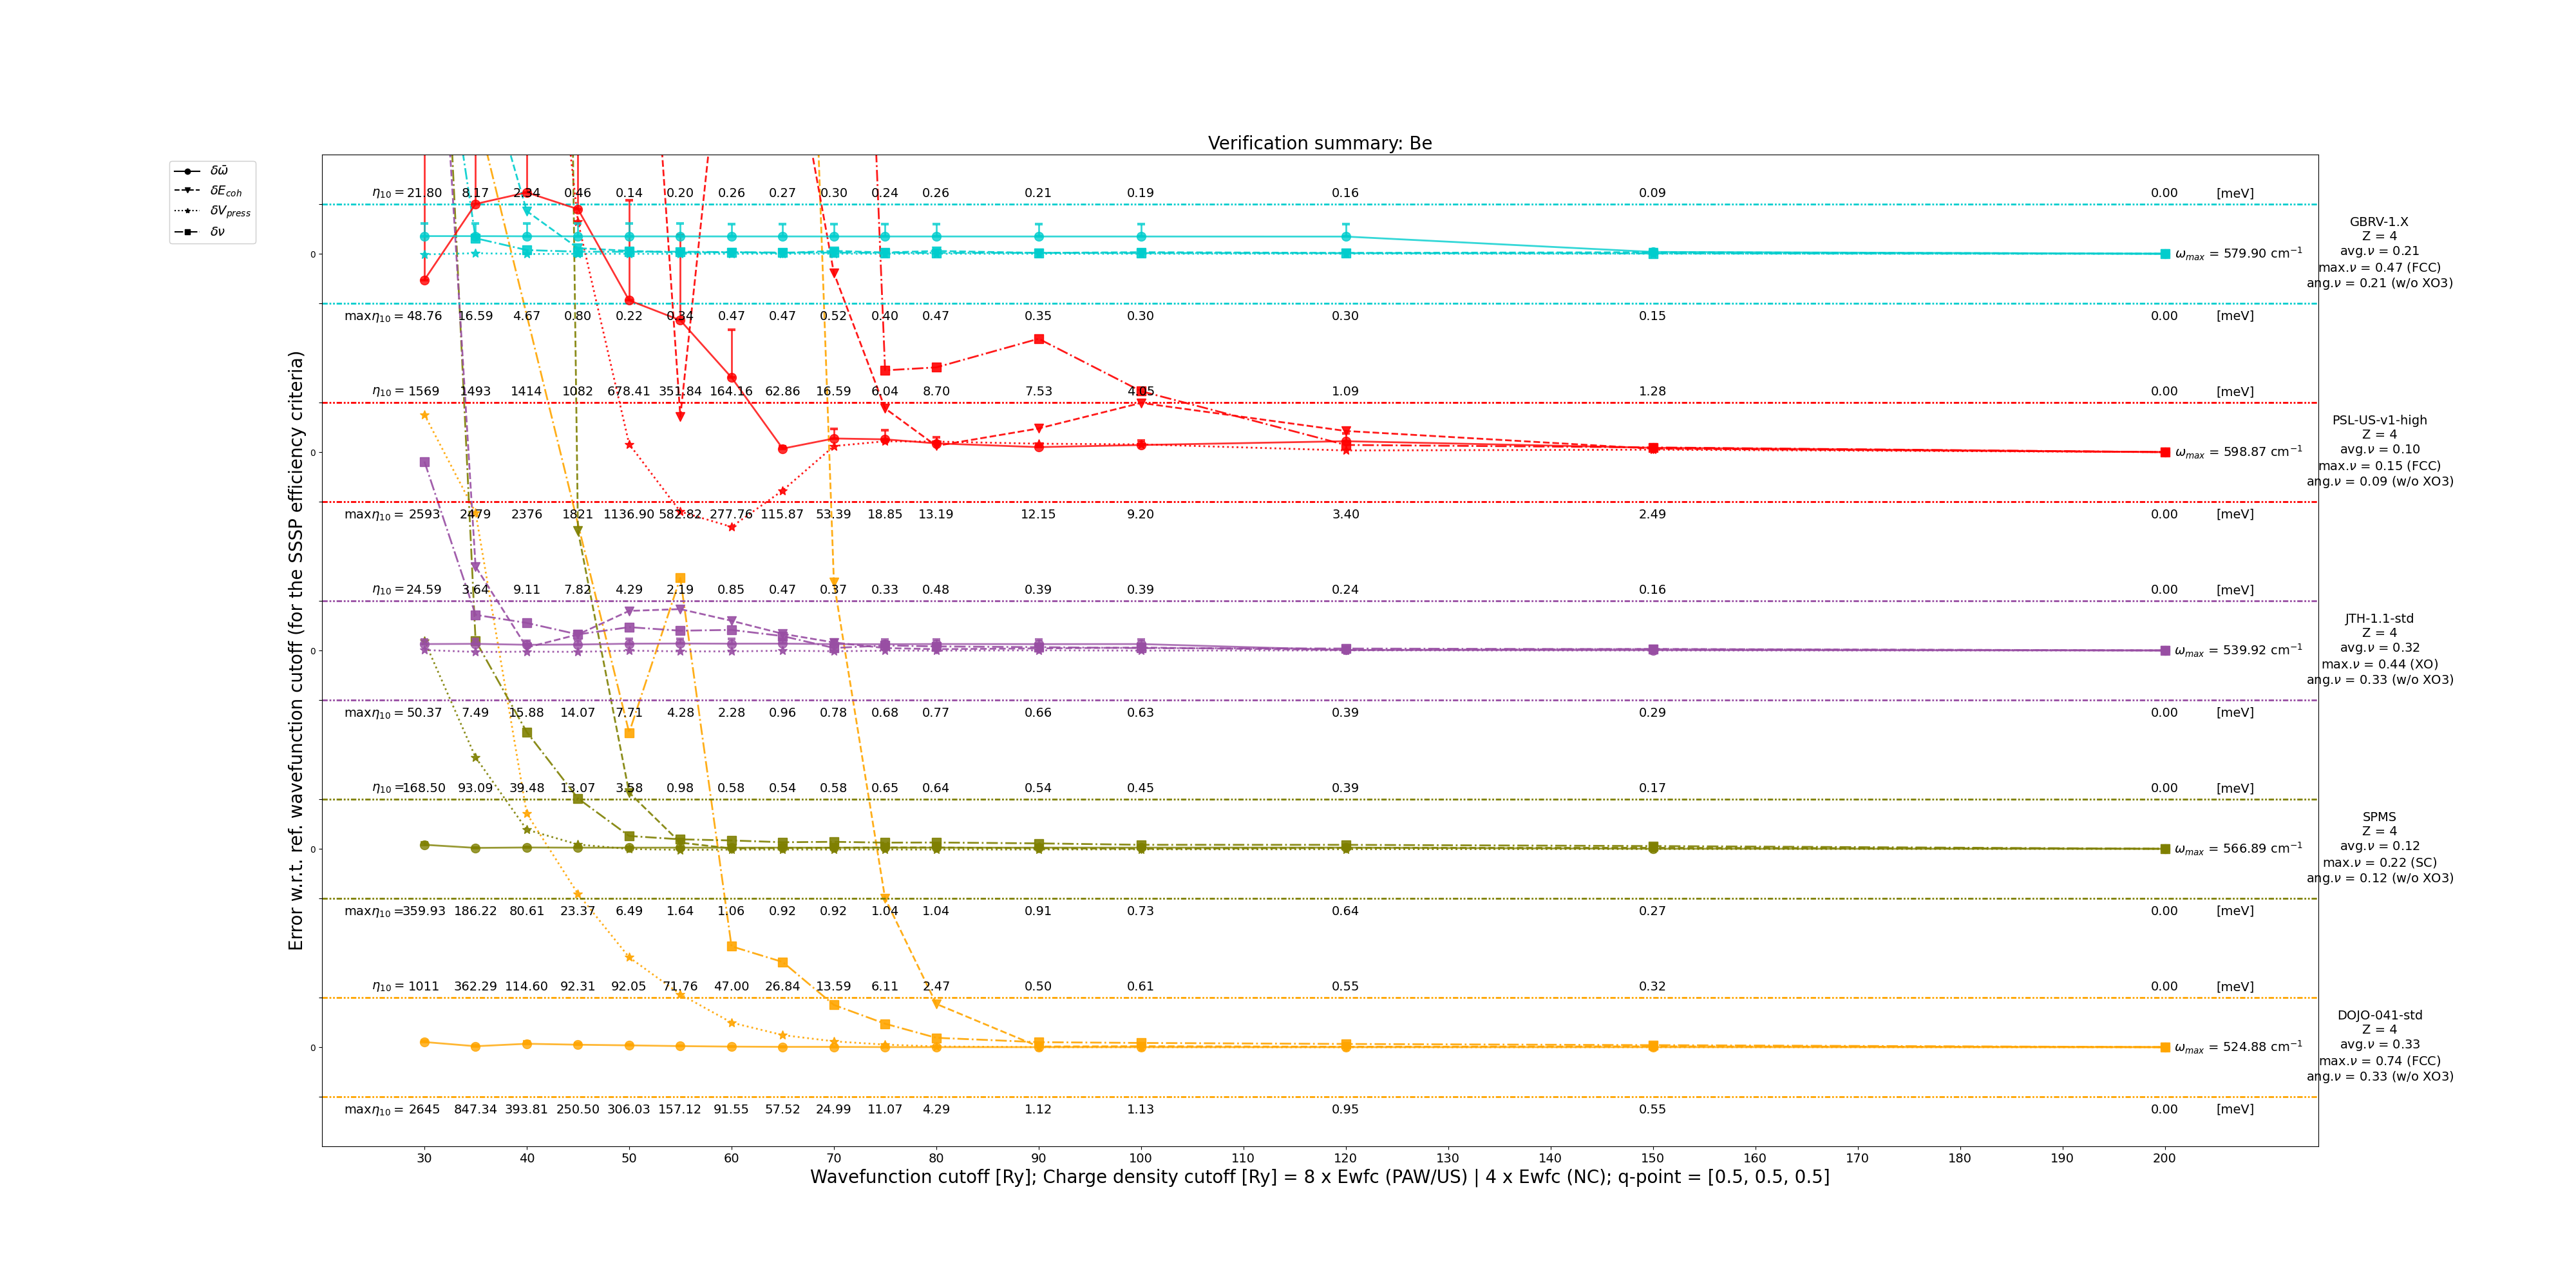 Verification summary: Be
δω̄
δE_coh
δV_press
δν
Error w.r.t. ref. wavefunction cutoff (for the SSSP efficiency criteria)
η₁₀ = 21.80 8.17 2.34 0.46 0.14 0.20 0.26 0.27 0.30 0.24 0.26 0.21 0.19 0.16 0.09 0.00 [meV]
0
ω_max = 579.90 cm⁻¹
maxη₁₀ = 48.76 16.59 4.67 0.80 0.22 0.34 0.47 0.47 0.52 0.40 0.47 0.35 0.30 0.30 0.15 0.00 [meV]
GBRV-1.X
Z = 4
avg.ν = 0.21
max.ν = 0.47 (FCC)
ang.ν = 0.21 (w/o XO3)
η₁₀ = 1569 1493 1414 1082 678.41 351.84 164.16 62.86 16.59 6.04 8.70 7.53 4.05 1.09 1.28 0.00 [meV]
0
ω_max = 598.87 cm⁻¹
maxη₁₀ = 2593 2479 2376 1821 1136.90 582.82 277.76 115.87 53.39 18.85 13.19 12.15 9.20 3.40 2.49 0.00 [meV]
PSL-US-v1-high
Z = 4
avg.ν = 0.10
max.ν = 0.15 (FCC)
ang.ν = 0.09 (w/o XO3)
η₁₀ = 24.59 3.64 9.11 7.82 4.29 2.19 0.85 0.47 0.37 0.33 0.48 0.39 0.39 0.24 0.16 0.00 [meV]
0
ω_max = 539.92 cm⁻¹
maxη₁₀ = 50.37 7.49 15.88 14.07 7.71 4.28 2.28 0.96 0.78 0.68 0.77 0.66 0.63 0.39 0.29 0.00 [meV]
JTH-1.1-std
Z = 4
avg.ν = 0.32
max.ν = 0.44 (XO)
ang.ν = 0.33 (w/o XO3)
η₁₀ = 168.50 93.09 39.48 13.07 3.58 0.98 0.58 0.54 0.58 0.65 0.64 0.54 0.45 0.39 0.17 0.00 [meV]
0
ω_max = 566.89 cm⁻¹
maxη₁₀ = 359.93 186.22 80.61 23.37 6.49 1.64 1.06 0.92 0.92 1.04 1.04 0.91 0.73 0.64 0.27 0.00 [meV]
SPMS
Z = 4
avg.ν = 0.12
max.ν = 0.22 (SC)
ang.ν = 0.12 (w/o XO3)
η₁₀ = 1011 362.29 114.60 92.31 92.05 71.76 47.00 26.84 13.59 6.11 2.47 0.50 0.61 0.55 0.32 0.00 [meV]
0
ω_max = 524.88 cm⁻¹
maxη₁₀ = 2645 847.34 393.81 250.50 306.03 157.12 91.55 57.52 24.99 11.07 4.29 1.12 1.13 0.95 0.55 0.00 [meV]
DOJO-041-std
Z = 4
avg.ν = 0.33
max.ν = 0.74 (FCC)
ang.ν = 0.33 (w/o XO3)
30 40 50 60 70 80 90 100 110 120 130 140 150 160 170 180 190 200
Wavefunction cutoff [Ry]; Charge density cutoff [Ry] = 8 x Ewfc (PAW/US) | 4 x Ewfc (NC); q-point = [0.5, 0.5, 0.5]